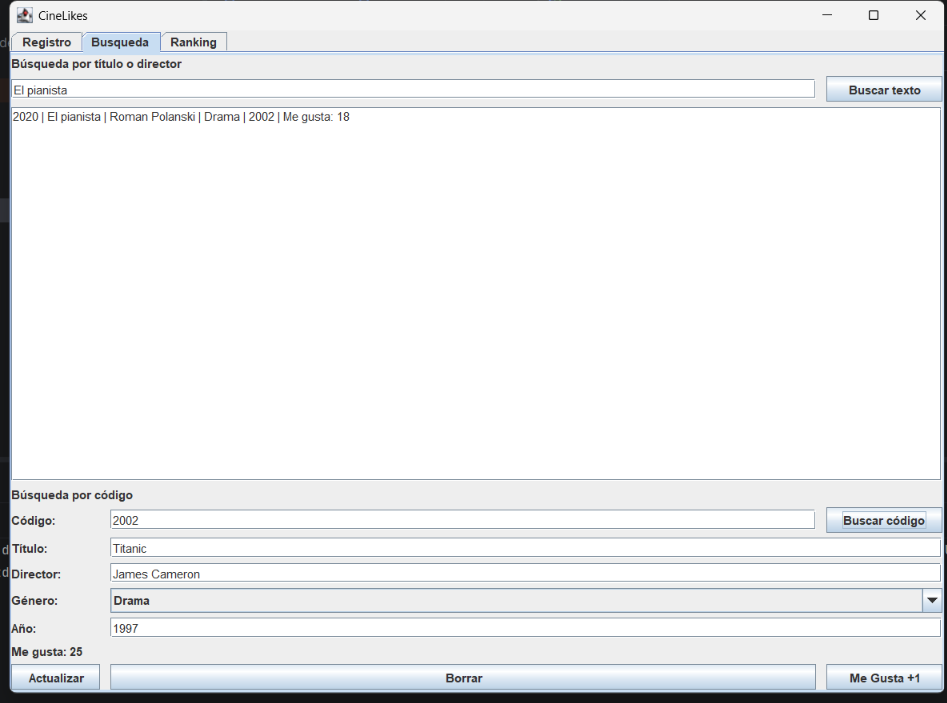 CineLikes
Registro Busqueda Ranking
Búsqueda por título o director
El pianista Buscar texto
2020 | El pianista | Roman Polanski | Drama | 2002 | Me gusta: 18
Búsqueda por código
Código: 2002 Buscar código
Título: Titanic
Director: James Cameron
Género: Drama
Año: 1997
Me gusta: 25
Actualizar Borrar Me Gusta +1